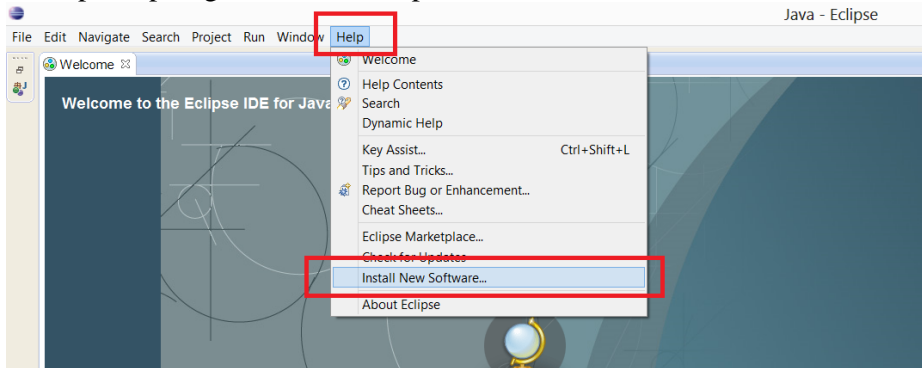 Java - Eclipse
File Edit Navigate Search Project Run Window Help
Welcome
Welcome to the Eclipse IDE for Java
Welcome
Help Contents
Search
Dynamic Help
Key Assist... Ctrl+Shift+L
Tips and Tricks...
Report Bug or Enhancement...
Cheat Sheets...
Eclipse Marketplace...
Check for Updates
Install New Software...
About Eclipse